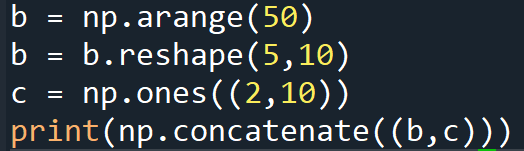 b = np.arange(50)
b = b.reshape(5,10)
c = np.ones((2,10))
print(np.concatenate((b,c)))